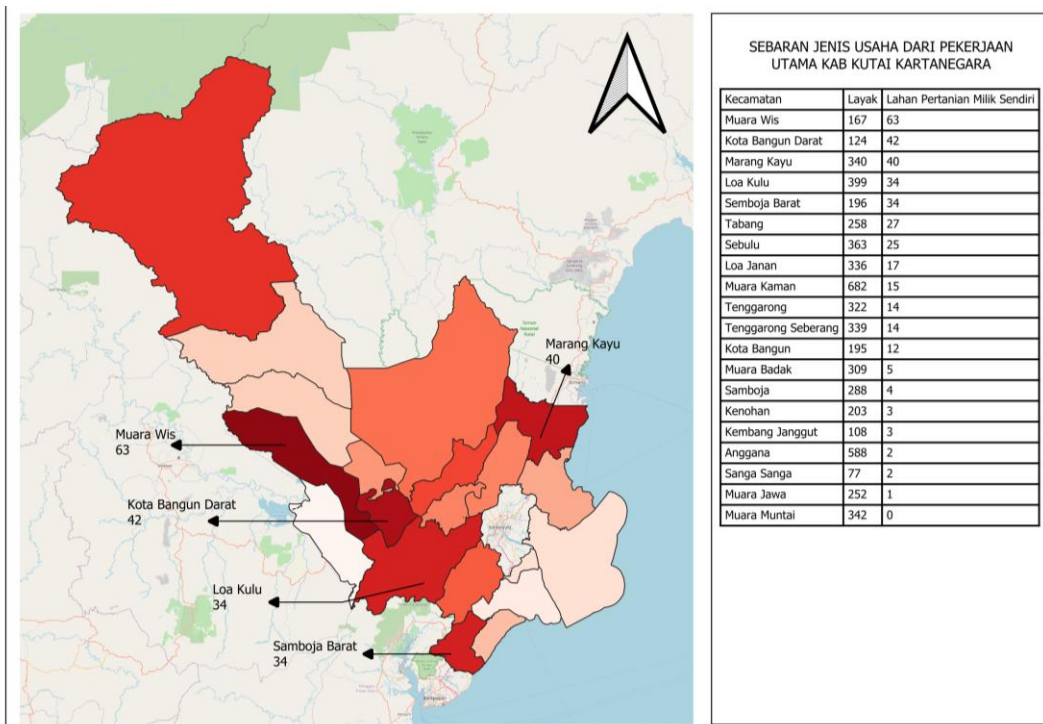 Marang Kayu
40
Muara Wis
63
Kota Bangun Darat
42
Loa Kulu
34
Samboja Barat
34
SEBARAN JENIS USAHA DARI PEKERJAAN
UTAMA KAB KUTAI KARTANEGARA
Kecamatan Layak Lahan Pertanian Milik Sendiri
Muara Wis 167 63
Kota Bangun Darat 124 42
Marang Kayu 340 40
Loa Kulu 399 34
Semboja Barat 196 34
Tabang 258 27
Sebulu 363 25
Loa Janan 336 17
Muara Kaman 682 15
Tenggarong 322 14
Tenggarong Seberang 339 14
Kota Bangun 195 12
Muara Badak 309 5
Samboja 288 4
Kenohan 203 3
Kembang Janggut 108 3
Anggana 588 2
Sanga Sanga 77 2
Muara Jawa 252 1
Muara Muntai 342 0